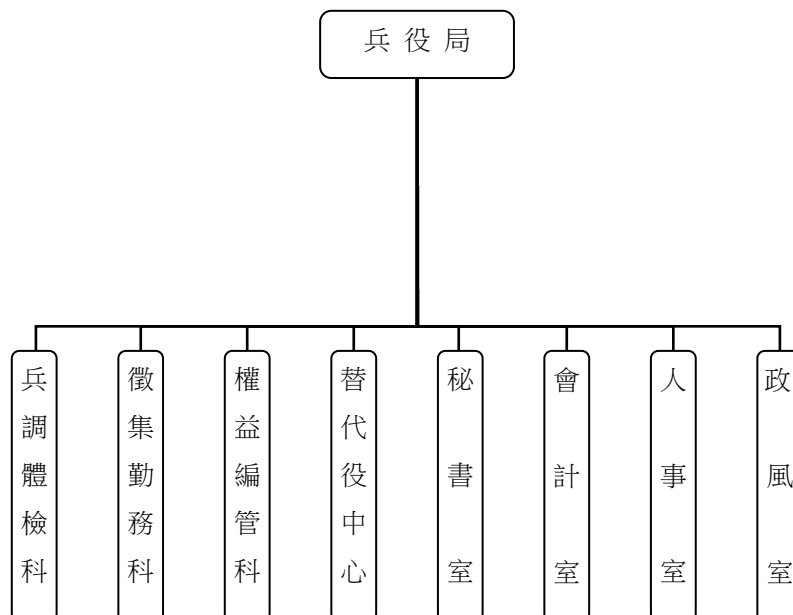 兵役局
兵調體檢科
徵集勤務科
權益編管科
替代役中心
秘書室
會計室
人事室
政風室